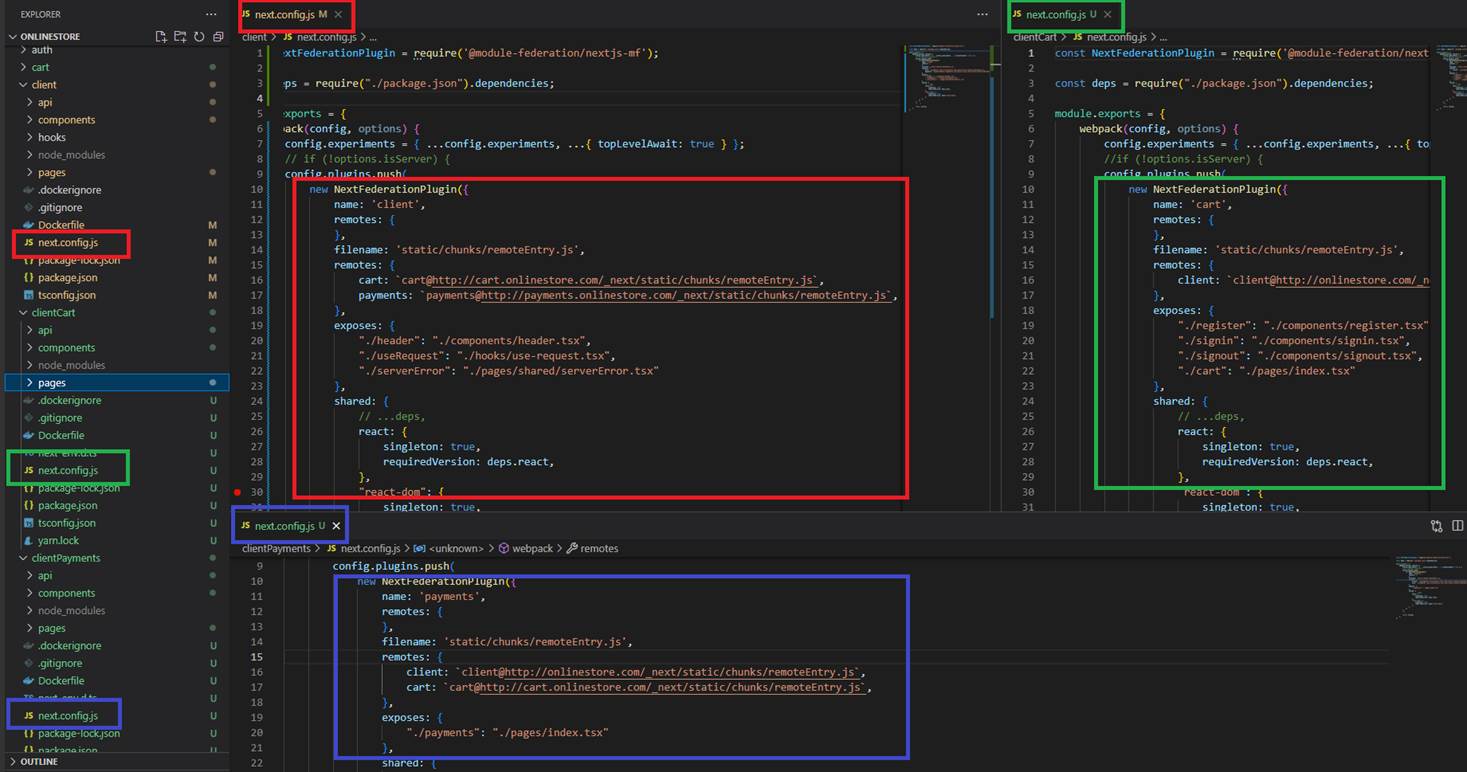 EXPLORER
ONLINESTORE
auth
cart
client
api
components
hooks
node_modules
pages
.dockerignore
.gitignore
Dockerfile M
JS next.config.js M
package-lock.json M
package.json M
tsconfig.json M
clientCart
api
components
node_modules
pages
.dockerignore U
.gitignore U
Dockerfile U
next-env.d.ts U
JS next.config.js U
package-lock.json U
package.json U
tsconfig.json U
yarn.lock U
clientPayments
api
components
node_modules
pages
.dockerignore U
.gitignore U
Dockerfile U
next-env.d.ts U
JS next.config.js U
package-lock.json U
package.json U
OUTLINE
JS next.config.js M
client > JS next.config.js > ...
1 xtFederationPlugin = require('@module-federation/nextjs-mf');
2
3 ps = require("./package.json").dependencies;
4
5 exports = {
6 pack(config, options) {
7 config.experiments = { ...config.experiments, ...{ topLevelAwait: true } };
8 // if (!options.isServer) {
9 config.plugins.push(
10 new NextFederationPlugin({
11 name: 'client',
12 remotes: {
13 },
14 filename: 'static/chunks/remoteEntry.js',
15 remotes: {
16 cart: `cart@http://cart.onlinestore.com/_next/static/chunks/remoteEntry.js`,
17 payments: `payments@http://payments.onlinestore.com/_next/static/chunks/remoteEntry.js`,
18 },
19 exposes: {
20 "./header": "./components/header.tsx",
21 "./useRequest": "./hooks/use-request.tsx",
22 "./serverError": "./pages/shared/serverError.tsx"
23 },
24 shared: {
25 // ...deps,
26 react: {
27 singleton: true,
28 requiredVersion: deps.react,
29 },
30 "react-dom": {
31 singleton: true,
JS next.config.js U
clientCart > JS next.config.js > ...
1 const NextFederationPlugin = require('@module-federation/next
2
3 const deps = require("./package.json").dependencies;
4
5 module.exports = {
6 webpack(config, options) {
7 config.experiments = { ...config.experiments, ...{ to
8 //if (!options.isServer) {
9 config.plugins.push(
10 new NextFederationPlugin({
11 name: 'cart',
12 remotes: {
13 },
14 filename: 'static/chunks/remoteEntry.js',
15 remotes: {
16 client: `client@http://onlinestore.com/_n
17 },
18 exposes: {
19 "./register": "./components/register.tsx"
20 "./signin": "./components/signin.tsx",
21 "./signout": "./components/signout.tsx",
22 "./cart": "./pages/index.tsx"
23 },
24 shared: {
25 // ...deps,
26 react: {
27 singleton: true,
28 requiredVersion: deps.react,
29 },
30 "react-dom": {
31 singleton: true,
JS next.config.js U
clientPayments > JS next.config.js > <unknown> > webpack > remotes
9 config.plugins.push(
10 new NextFederationPlugin({
11 name: 'payments',
12 remotes: {
13 },
14 filename: 'static/chunks/remoteEntry.js',
15 remotes: {
16 client: `client@http://onlinestore.com/_next/static/chunks/remoteEntry.js`,
17 cart: `cart@http://cart.onlinestore.com/_next/static/chunks/remoteEntry.js`,
18 },
19 exposes: {
20 "./payments": "./pages/index.tsx"
21 },
22 shared: {